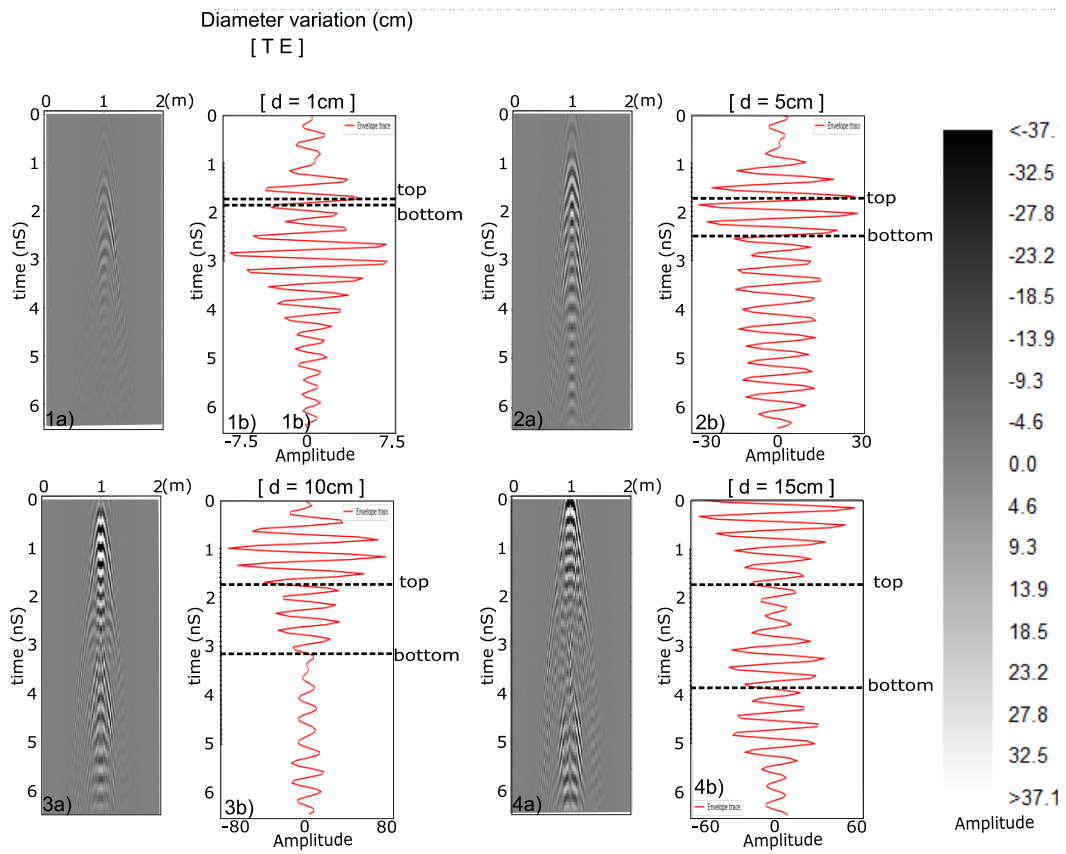 Diameter variation (cm)
[ T E ]
0 1 2(m)
[ d = 1cm ]
0 1 2 3 4 5 6
time (nS)
1a)
0 1 2 3 4 5 6
time (nS)
Envelope trace
top
bottom
1b) 1b)
-7.5 0 7.5
Amplitude
0 1 2(m)
[ d = 5cm ]
0 1 2 3 4 5 6
time (nS)
2a)
0 1 2 3 4 5 6
time (nS)
Envelope trace
top
bottom
2b)
-30 0 30
Amplitude
0 1 2(m)
[ d = 10cm ]
0 1 2 3 4 5 6
time (nS)
3a)
0 1 2 3 4 5 6
time (nS)
Envelope trace
top
bottom
3b)
-80 0 80
Amplitude
0 1 2(m)
[ d = 15cm ]
0 1 2 3 4 5 6
time (nS)
4a)
0 1 2 3 4 5 6
time (nS)
top
bottom
4b)
Envelope trace
-60 0 60
Amplitude
<-37.
-32.5
-27.8
-23.2
-18.5
-13.9
-9.3
-4.6
0.0
4.6
9.3
13.9
18.5
23.2
27.8
32.5
>37.1
Amplitude